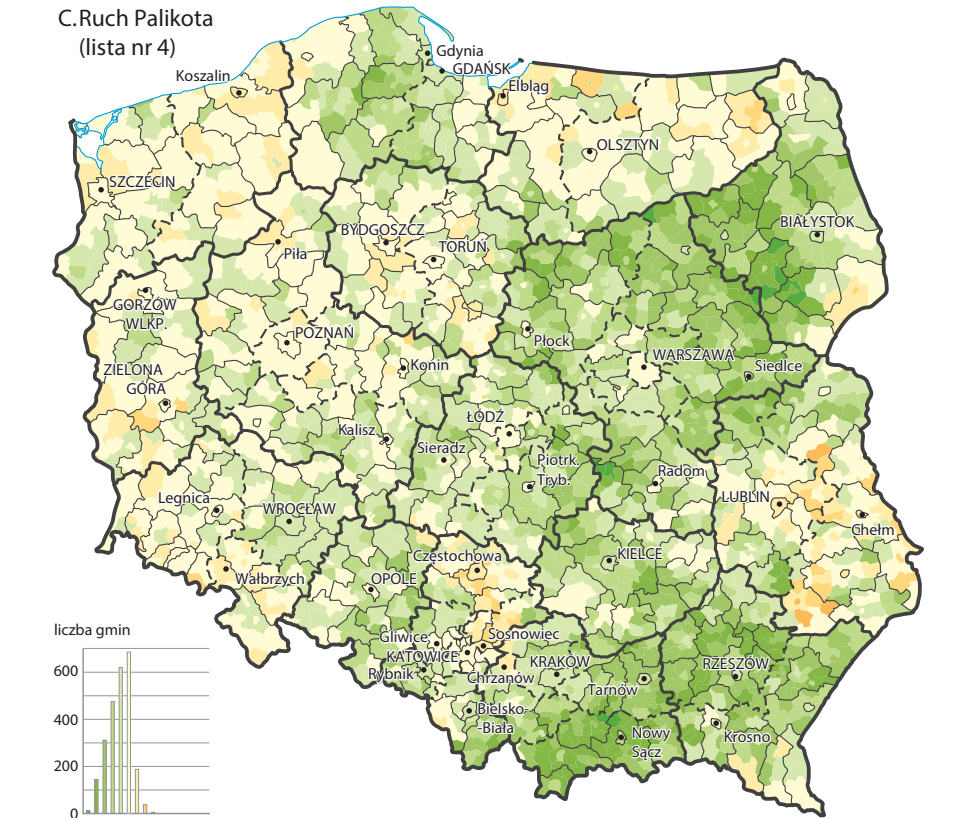 C.Ruch Palikota
(lista nr 4)
Gdynia
GDAŃSK
Koszalin
Elbląg
OLSZTYN
SZCZECIN
BIAŁYSTOK
BYDGOSZCZ
TORUŃ
Piła
GORZÓW
WLKP.
POZNAŃ
Płock
WARSZAWA
Konin
Siedlce
ZIELONA
GÓRA
ŁÓDŹ
Kalisz
Sieradz
Piotrk.
Tryb.
Radom
Legnica
LUBLIN
WROCŁAW
Chełm
KIELCE
Częstochowa
Wałbrzych
OPOLE
liczba gmin
Gliwice
Sosnowiec
KATOWICE
KRAKÓW
RZESZÓW
Rybnik
Chrzanów
Tarnów
Bielsko-
-Biała
Nowy
Sącz
Krosno
600
400
200
0